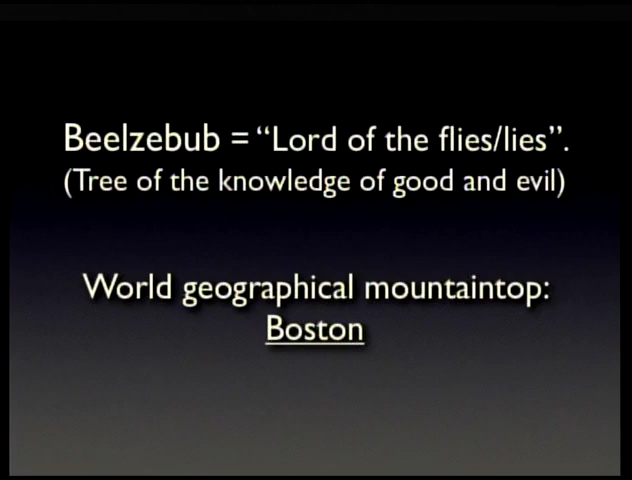 Beelzebub = “Lord of the flies/lies”.
(Tree of the knowledge of good and evil)
World geographical mountaintop:
Boston